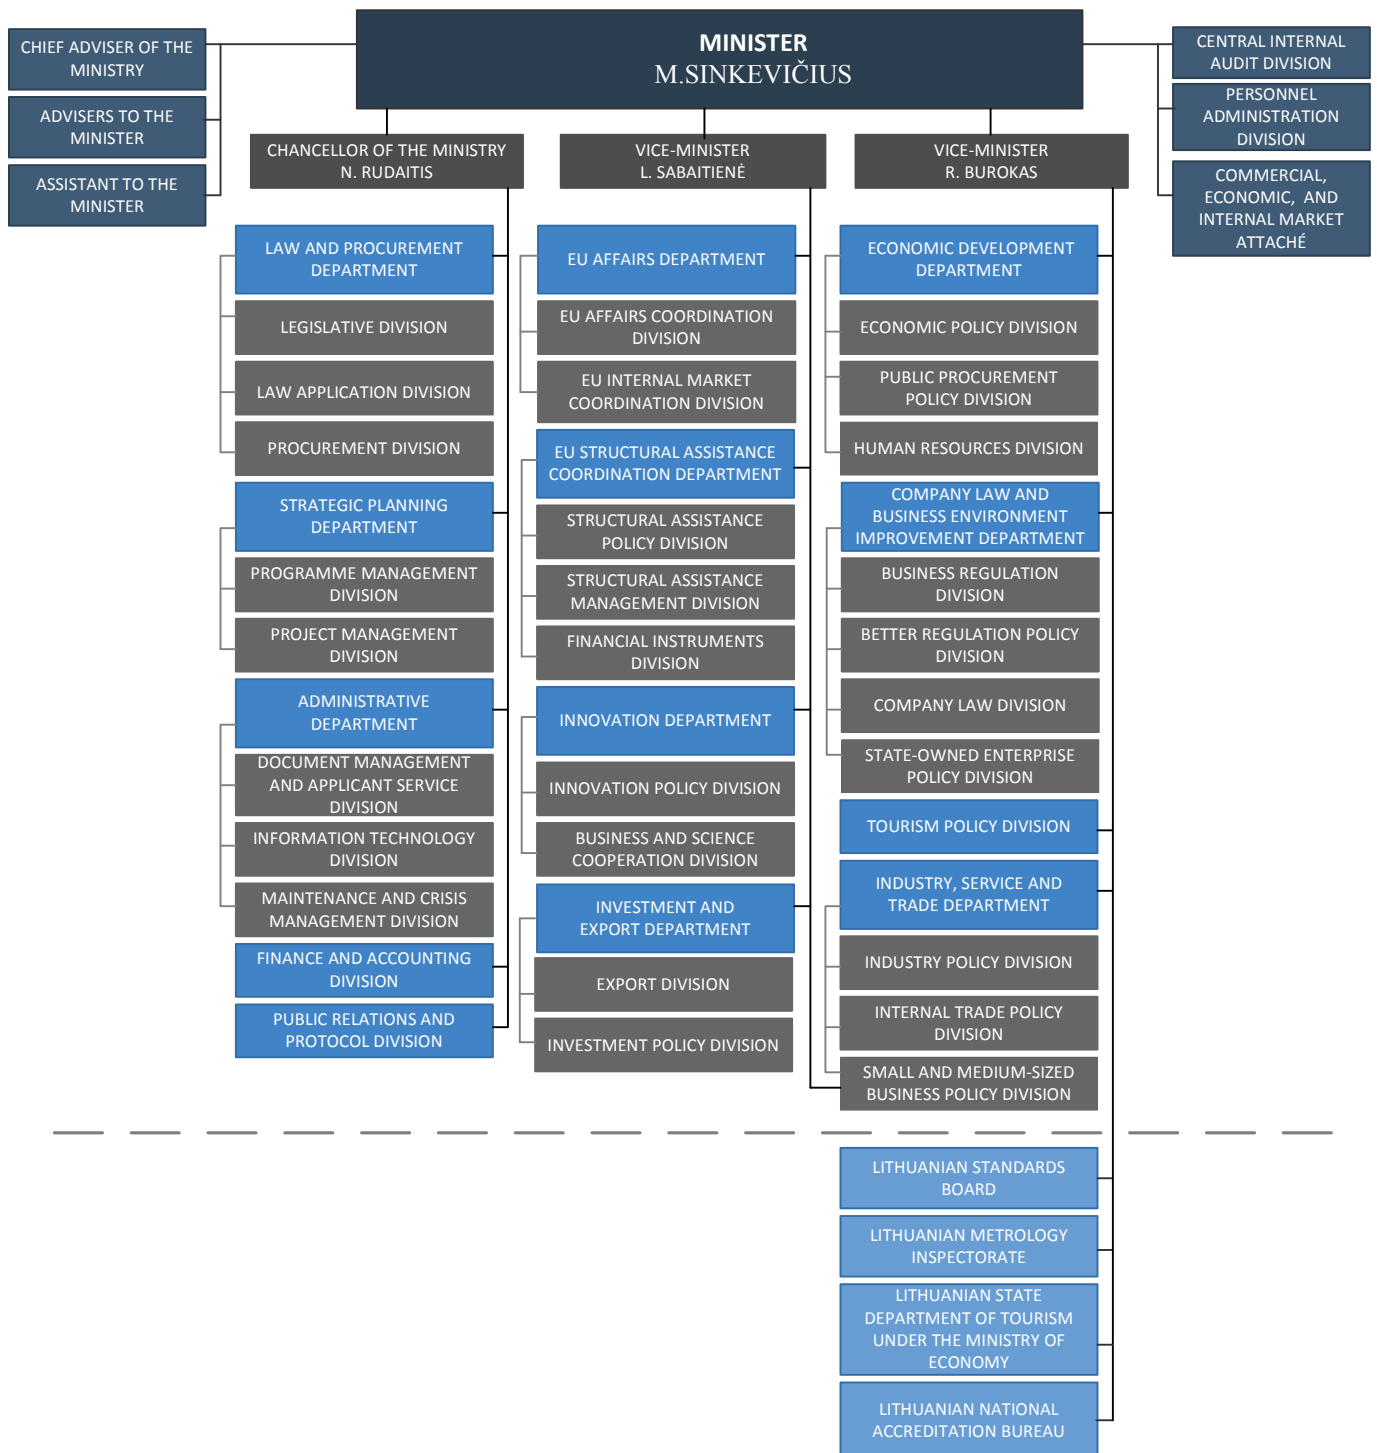 MINISTER
M.SINKEVIČIUS
CHIEF ADVISER OF THE
MINISTRY
ADVISERS TO THE
MINISTER
ASSISTANT TO THE
MINISTER
CENTRAL INTERNAL
AUDIT DIVISION
PERSONNEL
ADMINISTRATION
DIVISION
COMMERCIAL,
ECONOMIC, AND
INTERNAL MARKET
ATTACHÉ
CHANCELLOR OF THE MINISTRY
N. RUDAITIS
LAW AND PROCUREMENT
DEPARTMENT
LEGISLATIVE DIVISION
LAW APPLICATION DIVISION
PROCUREMENT DIVISION
STRATEGIC PLANNING
DEPARTMENT
PROGRAMME MANAGEMENT
DIVISION
PROJECT MANAGEMENT
DIVISION
ADMINISTRATIVE
DEPARTMENT
DOCUMENT MANAGEMENT
AND APPLICANT SERVICE
DIVISION
INFORMATION TECHNOLOGY
DIVISION
MAINTENANCE AND CRISIS
MANAGEMENT DIVISION
FINANCE AND ACCOUNTING
DIVISION
PUBLIC RELATIONS AND
PROTOCOL DIVISION
VICE-MINISTER
L. SABAITIENĖ
EU AFFAIRS DEPARTMENT
EU AFFAIRS COORDINATION
DIVISION
EU INTERNAL MARKET
COORDINATION DIVISION
EU STRUCTURAL ASSISTANCE
COORDINATION DEPARTMENT
STRUCTURAL ASSISTANCE
POLICY DIVISION
STRUCTURAL ASSISTANCE
MANAGEMENT DIVISION
FINANCIAL INSTRUMENTS
DIVISION
INNOVATION DEPARTMENT
INNOVATION POLICY DIVISION
BUSINESS AND SCIENCE
COOPERATION DIVISION
INVESTMENT AND
EXPORT DEPARTMENT
EXPORT DIVISION
INVESTMENT POLICY DIVISION
VICE-MINISTER
R. BUROKAS
ECONOMIC DEVELOPMENT
DEPARTMENT
ECONOMIC POLICY DIVISION
PUBLIC PROCUREMENT
POLICY DIVISION
HUMAN RESOURCES DIVISION
COMPANY LAW AND
BUSINESS ENVIRONMENT
IMPROVEMENT DEPARTMENT
BUSINESS REGULATION
DIVISION
BETTER REGULATION POLICY
DIVISION
COMPANY LAW DIVISION
STATE-OWNED ENTERPRISE
POLICY DIVISION
TOURISM POLICY DIVISION
INDUSTRY, SERVICE AND
TRADE DEPARTMENT
INDUSTRY POLICY DIVISION
INTERNAL TRADE POLICY
DIVISION
SMALL AND MEDIUM-SIZED
BUSINESS POLICY DIVISION
LITHUANIAN STANDARDS
BOARD
LITHUANIAN METROLOGY
INSPECTORATE
LITHUANIAN STATE
DEPARTMENT OF TOURISM
UNDER THE MINISTRY OF
ECONOMY
LITHUANIAN NATIONAL
ACCREDITATION BUREAU